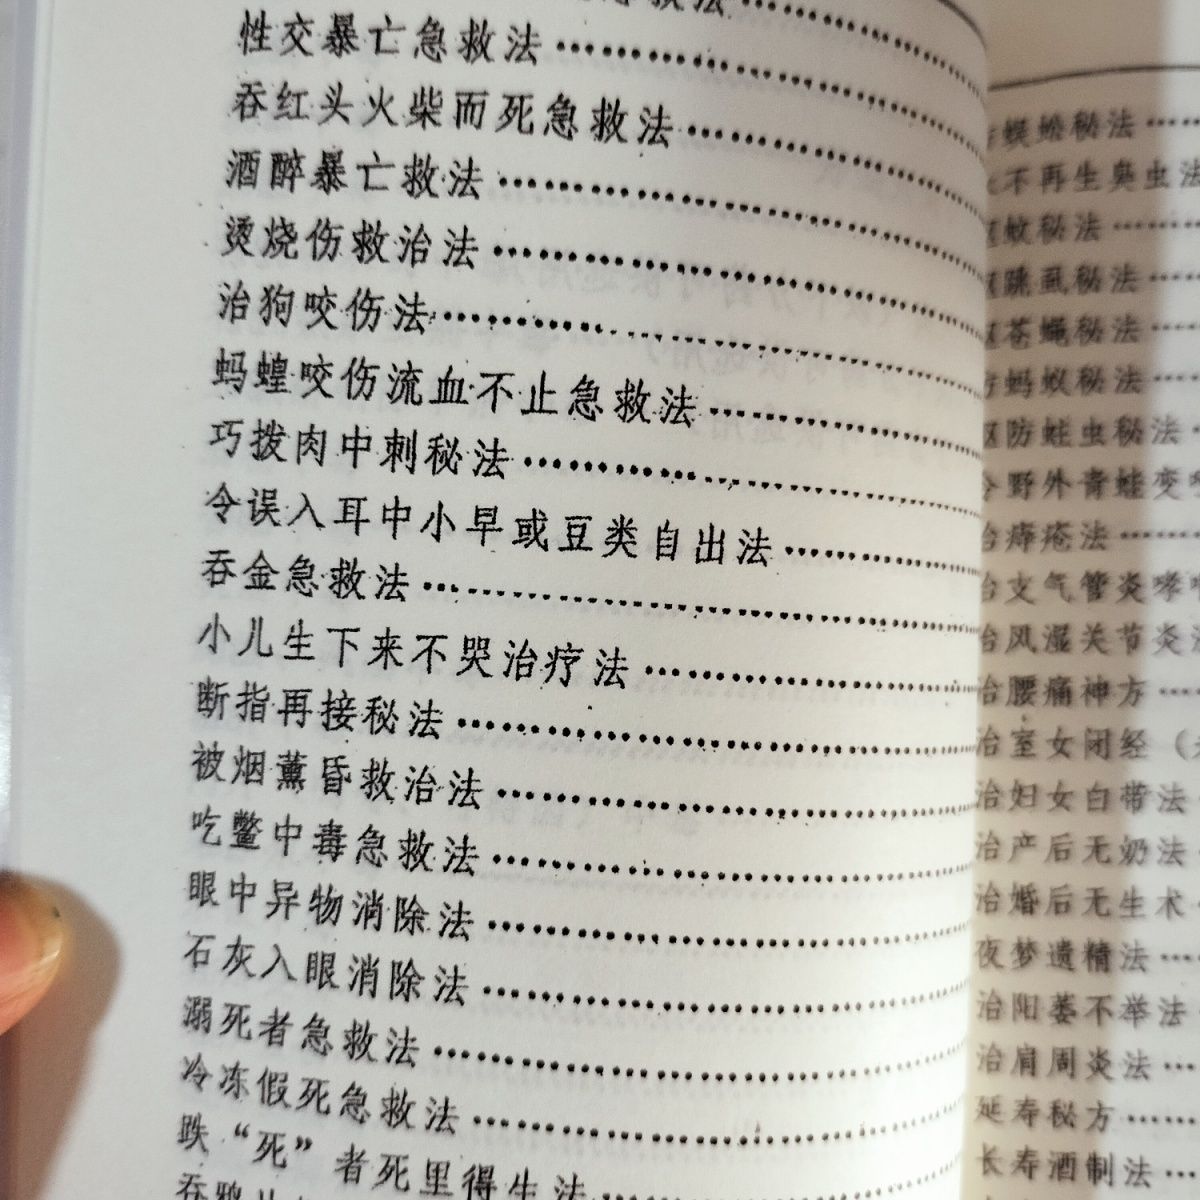 急救法
性交暴亡急救法
吞红头火柴而死急救法
酒醉暴亡救法
烫烧伤救治法
治狗咬伤法
蚂蝗咬伤流血不止急救法
巧拨肉中刺秘法
令误入耳中小早或豆类自出法
吞金急救法
小儿生下来不哭治疗法
断指再接秘法
被烟薰昏救治法
吃鳖中毒急救法
眼中异物消除法
石灰入眼消除法
溺死者急救法
冷冻假死急救法
跌“死”者死里得生法
吞鸦片
蜈蚣秘法
不再生臭虫法
蚊秘法
跳虱秘法
苍蝇秘法
蚂蚁秘法
防蛀虫秘法
令野外青蛙变
治痔疮法
治支气管炎哮
治风湿关节炎法
治腰痛神方
治室女闭经（
治妇女白带法
治产后无奶法
治婚后无生术
夜梦遗精法
治阳萎不举法
治肩周炎法
延寿秘方
长寿酒制法